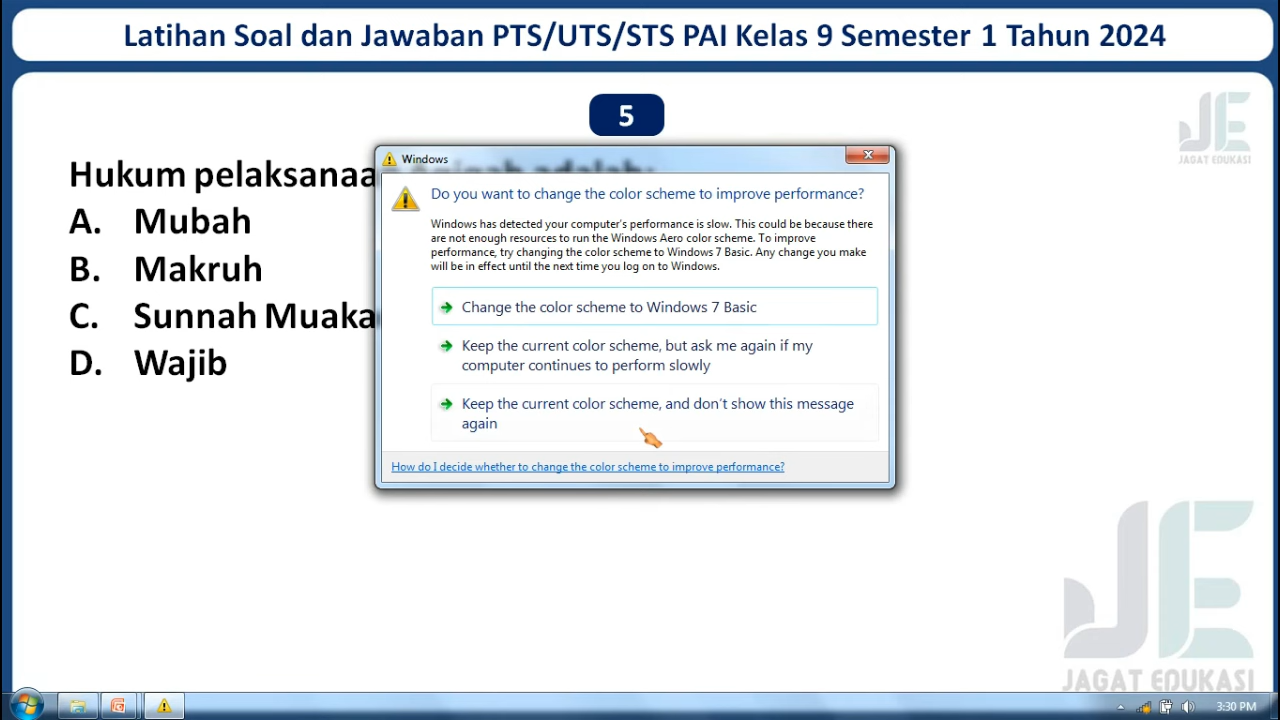 Latihan Soal dan Jawaban PTS/UTS/STS PAI Kelas 9 Semester 1 Tahun 2024
5
JE
JAGAT EDUKASI
Hukum pelaksanaan Aqiqah adalah:
A. Mubah
B. Makruh
C. Sunnah Muaka
D. Wajib
Windows
Do you want to change the color scheme to improve performance?
Windows has detected your computer's performance is slow. This could be because there
are not enough resources to run the Windows Aero color scheme. To improve
performance, try changing the color scheme to Windows 7 Basic. Any change you make
will be in effect until the next time you log on to Windows.
Change the color scheme to Windows 7 Basic
Keep the current color scheme, but ask me again if my
computer continues to perform slowly
Keep the current color scheme, and don't show this message
again
How do I decide whether to change the color scheme to improve performance?
JE
JAGAT EDUKASI
3:30 PM